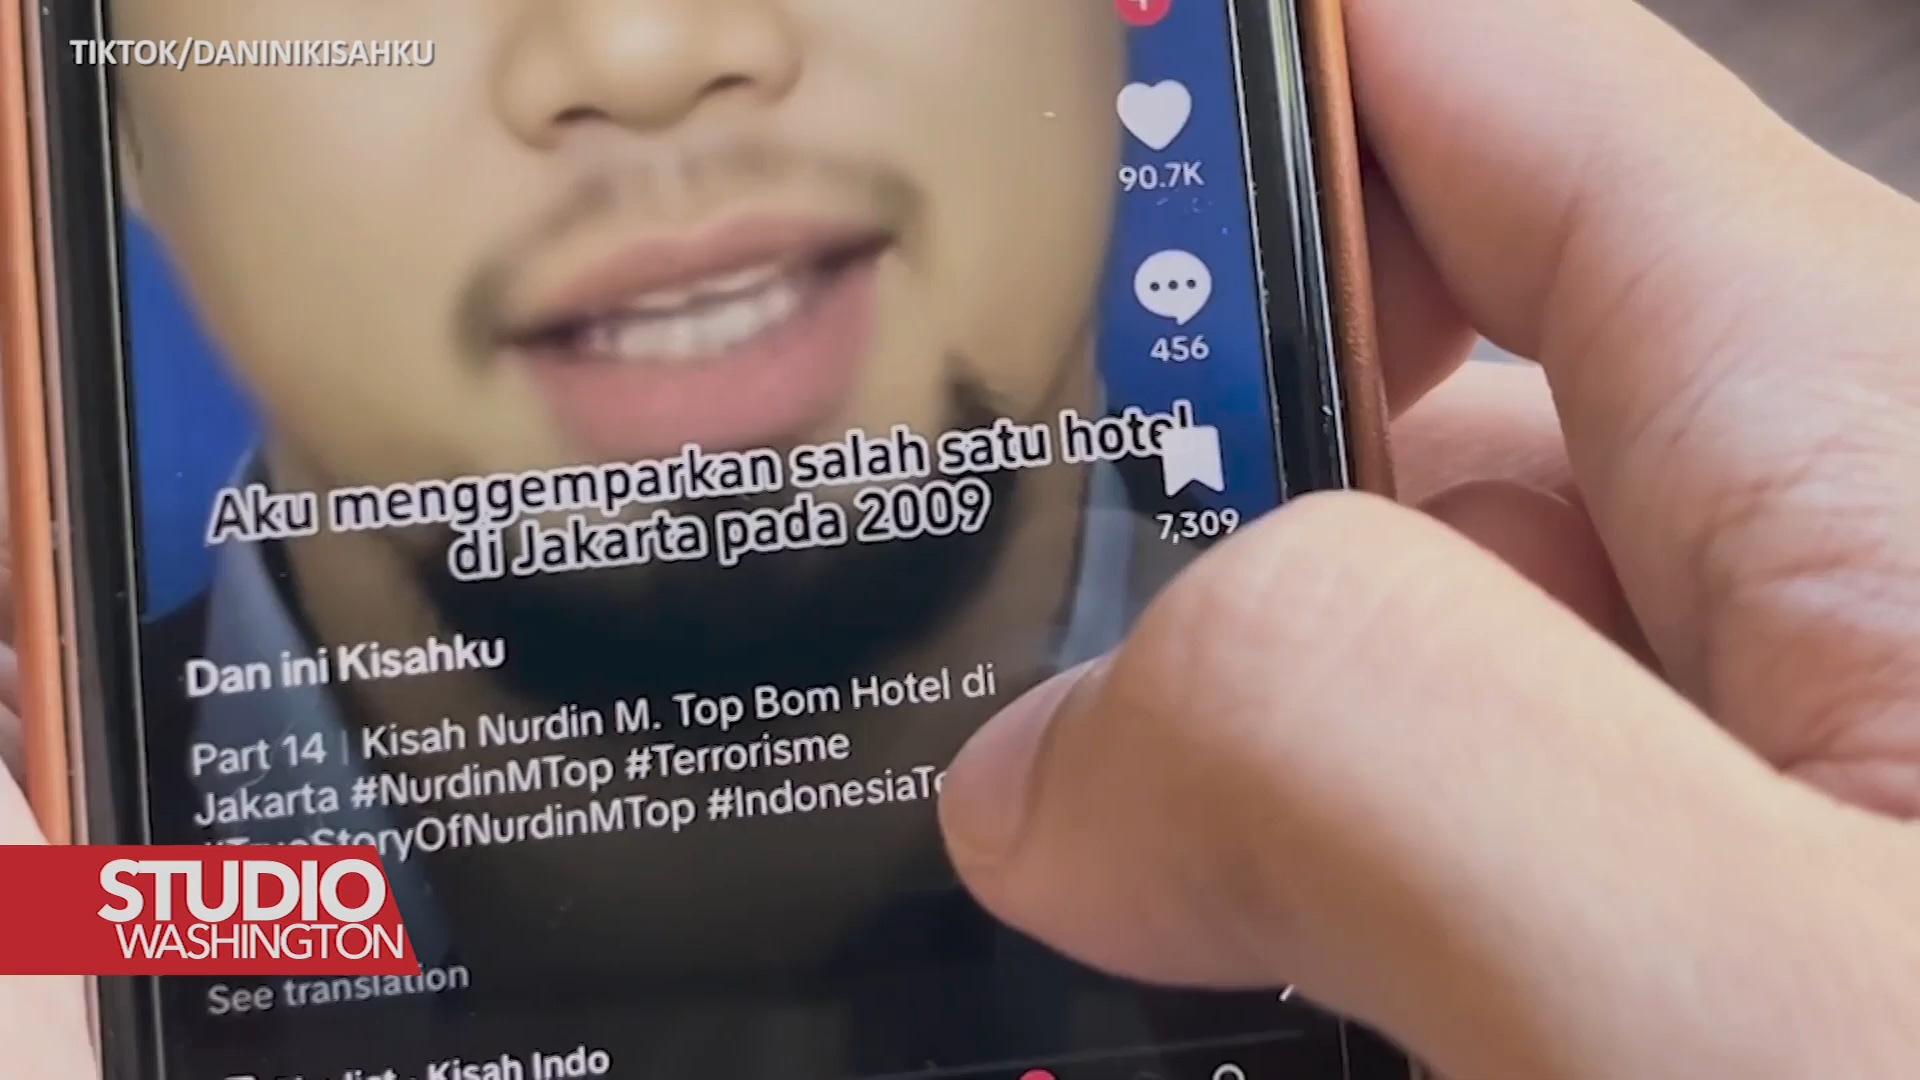 TIKTOK/DANINIKISAHKU
90.7K
456
Aku menggemparkan salah satu hotel
di Jakarta pada 2009
7,309
Dan ini Kisahku
Part 14 | Kisah Nurdin M. Top Bom Hotel di
Jakarta #NurdinMTop #Terrorisme
#TrueStoryOfNurdinMTop
STUDIO
WASHINGTON
See translation
Kisah Indo